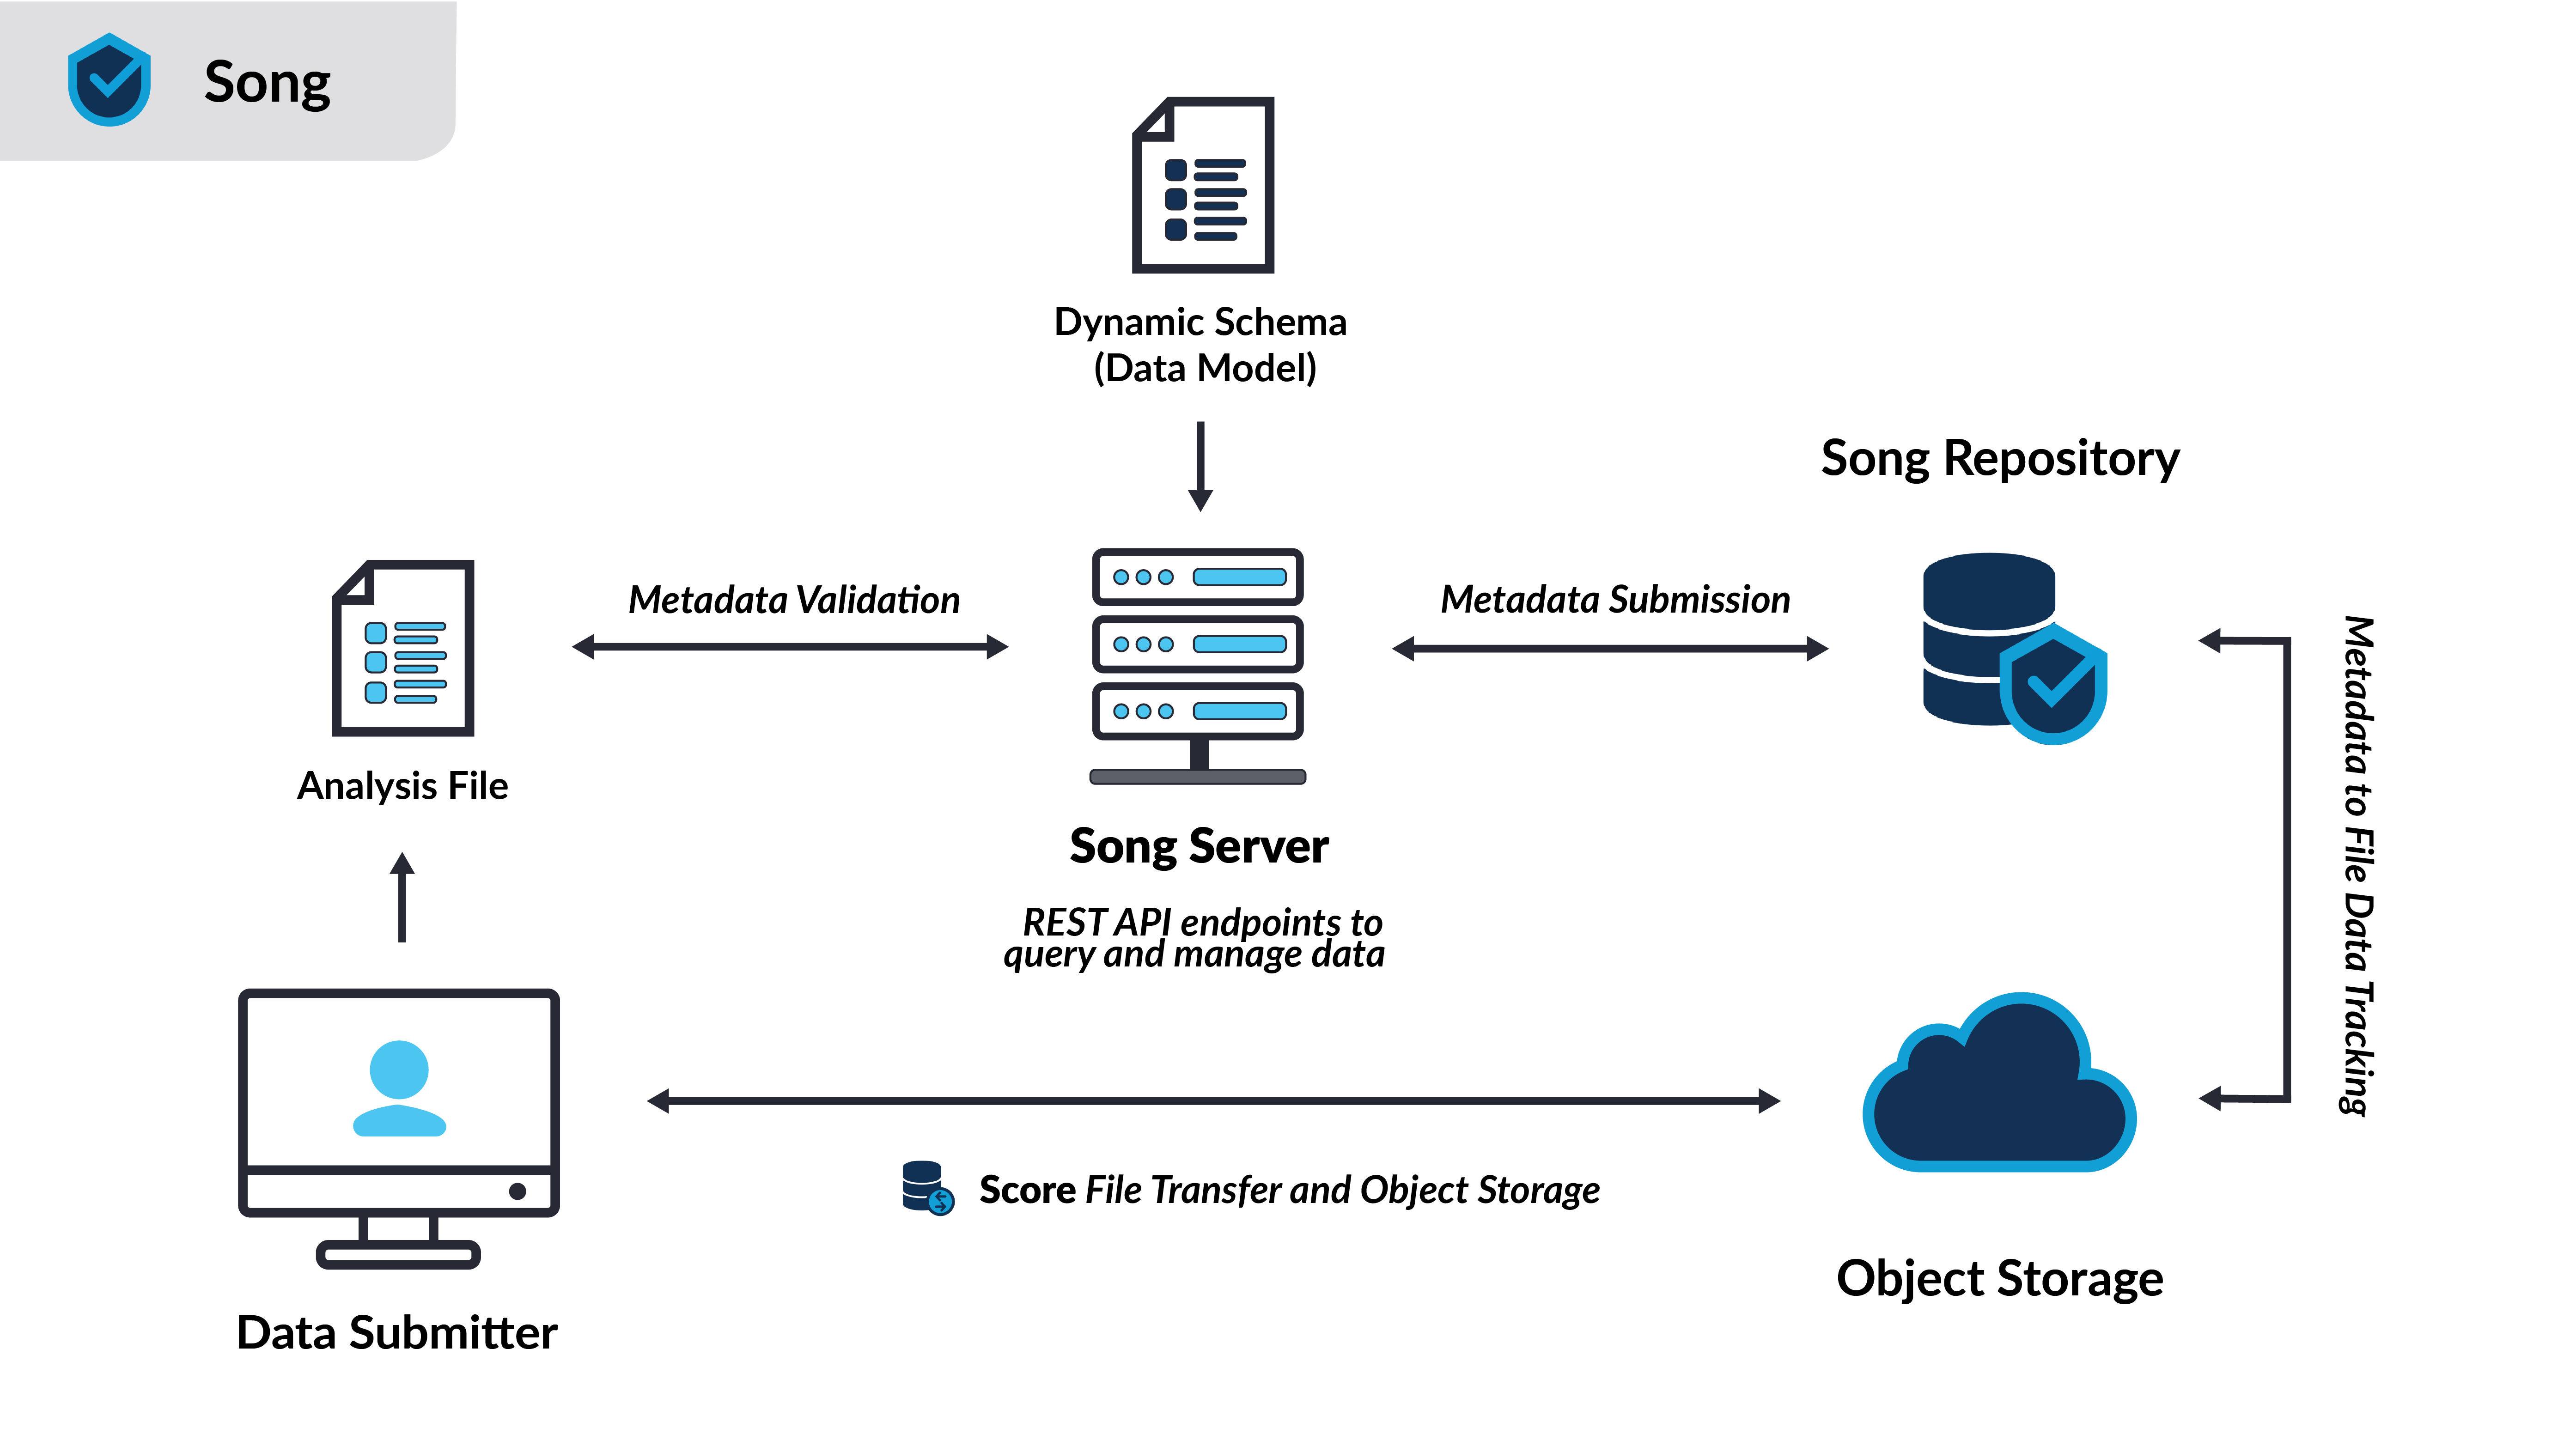 Song
Dynamic Schema
(Data Model)
Song Repository
Metadata Validation
Metadata Submission
Analysis File
Song Server
REST API endpoints to
query and manage data
Metadata to File Data Tracking
Score File Transfer and Object Storage
Object Storage
Data Submitter